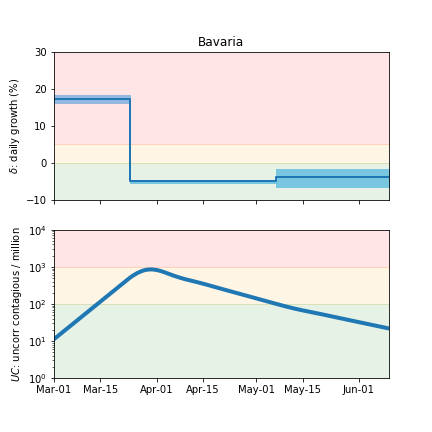 Bavaria
δ: daily growth (%)
30
20
10
0
−10
UC: uncorr contagious / million
10⁴
10³
10²
10¹
10⁰
Mar-01 Mar-15 Apr-01 Apr-15 May-01 May-15 Jun-01